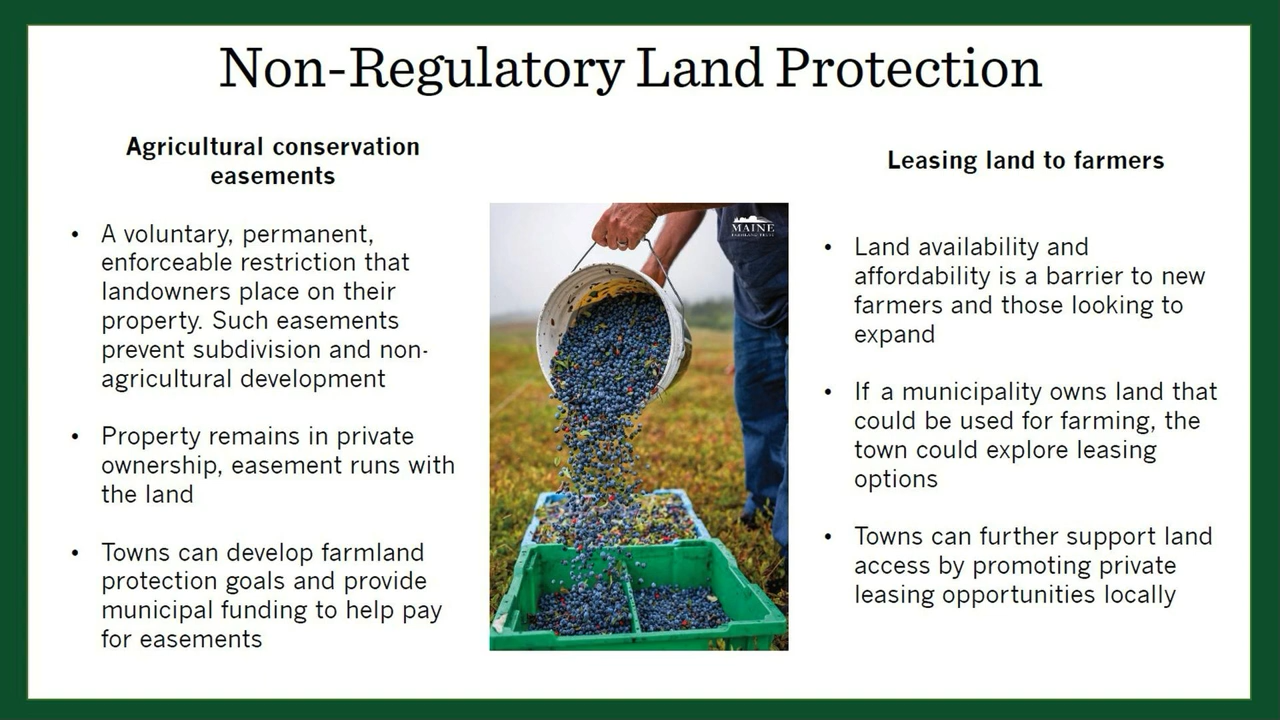 Non-Regulatory Land Protection
Agricultural conservation
easements
• A voluntary, permanent,
enforceable restriction that
landowners place on their
property. Such easements
prevent subdivision and non-
agricultural development
• Property remains in private
ownership, easement runs with
the land
• Towns can develop farmland
protection goals and provide
municipal funding to help pay
for easements
MAINE
FARMLAND TRUST
Leasing land to farmers
• Land availability and
affordability is a barrier to new
farmers and those looking to
expand
• If a municipality owns land that
could be used for farming, the
town could explore leasing
options
• Towns can further support land
access by promoting private
leasing opportunities locally